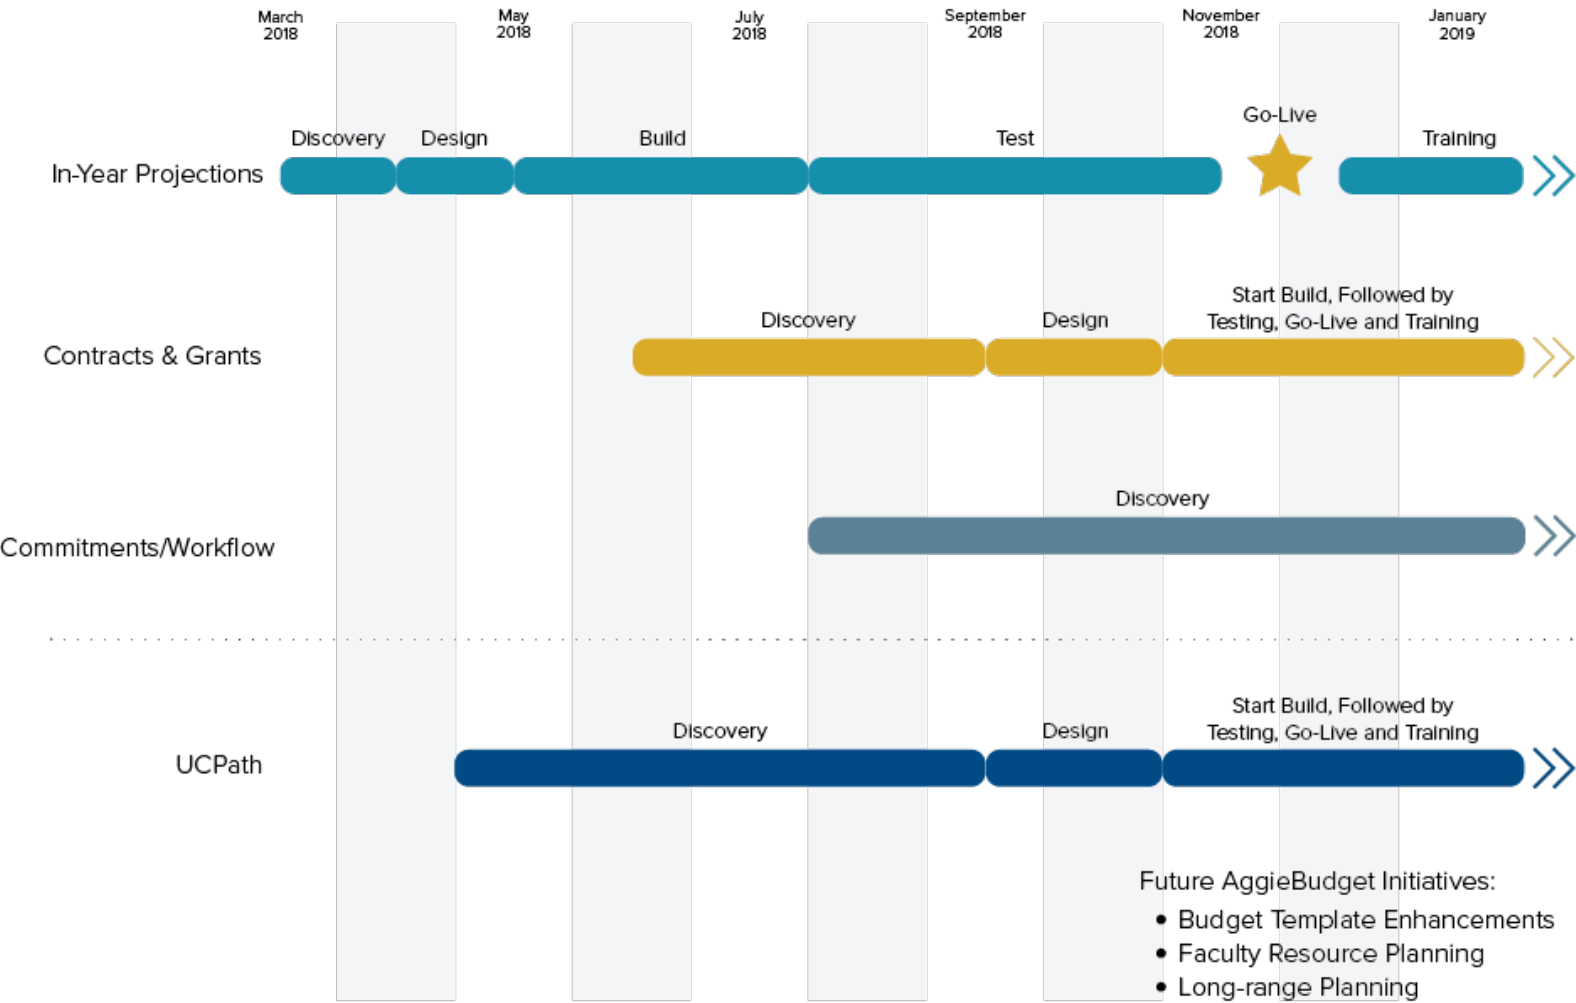 March
2018
May
2018
July
2018
September
2018
November
2018
January
2019
Go-Live
Discovery
Design
Build
Test
Training
In-Year Projections
Start Build, Followed by
Testing, Go-Live and Training
Discovery
Design
Contracts & Grants
Discovery
Commitments/Workflow
Start Build, Followed by
Testing, Go-Live and Training
Discovery
Design
UCPath
Future AggieBudget Initiatives:
• Budget Template Enhancements
• Faculty Resource Planning
• Long-range Planning